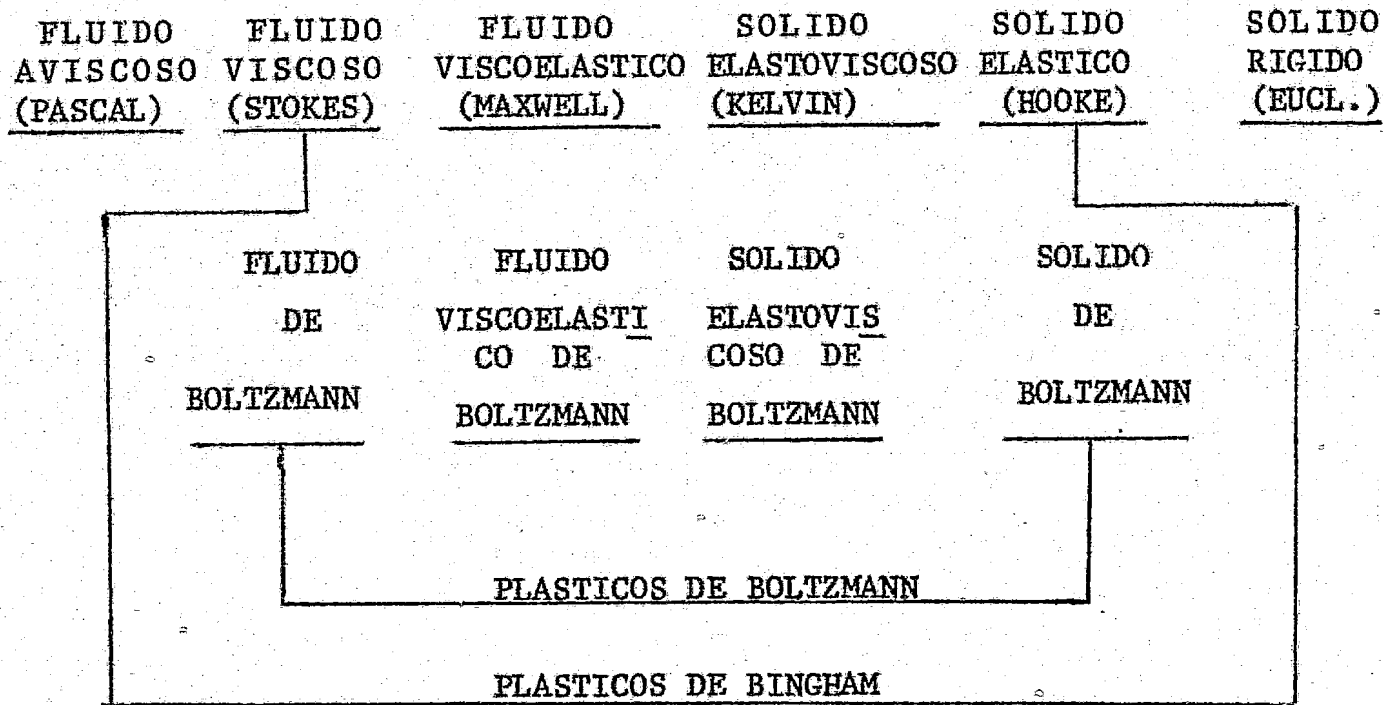 FLUIDO FLUIDO FLUIDO SOLIDO SOLIDO SOLIDO
AVISCOSO VISCOSO VISCOELASTICO ELASTOVISCOSO ELASTICO RIGIDO
(PASCAL) (STOKES) (MAXWELL) (KELVIN) (HOOKE) (EUCL.)
FLUIDO FLUIDO SOLIDO SOLIDO
DE VISCOELASTI ELASTOVIS DE
CO DE COSO DE
BOLTZMANN BOLTZMANN BOLTZMANN BOLTZMANN
PLASTICOS DE BOLTZMANN
PLASTICOS DE BINGHAM